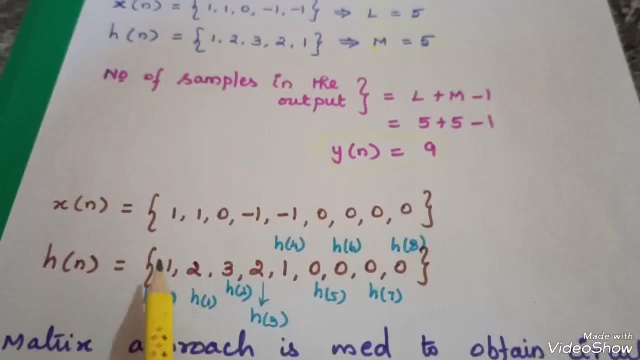 x(n) = { 1, 1, 0, -1, -1 } ⇒ L = 5
h(n) = { 1, 2, 3, 2, 1 } ⇒ M = 5
No of samples in the output } = L + M - 1
= 5 + 5 - 1
y(n) = 9
x(n) = { 1, 1, 0, -1, -1, 0, 0, 0, 0 }
h(4) h(6) h(8)
h(n) = { 1, 2, 3, 2, 1, 0, 0, 0, 0 }
h(1) h(2) h(5) h(7)
h(3)
Matrix approach is used to obtain
Made with
VideoShow